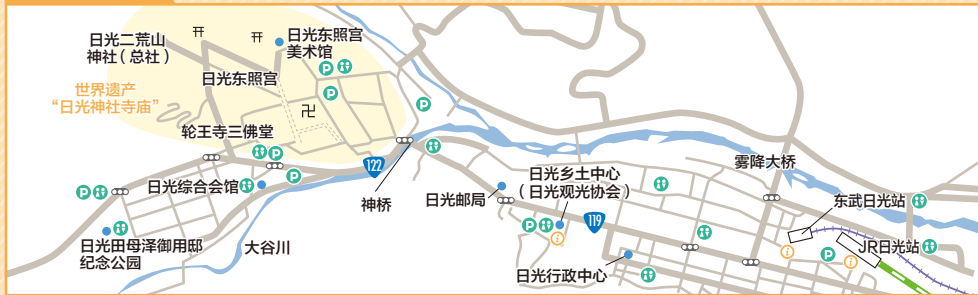 日光二荒山
神社(总社)
日光东照宫
美术馆
日光东照宫
世界遗产
“日光神社寺庙”
卍
轮王寺三佛堂
P
P
P
P
122
神桥
P
P
日光综合会馆
日光田母泽御用邸
纪念公园
大谷川
日光邮局
日光乡土中心
(日光观光协会)
119
P
i
日光行政中心
雾降大桥
东武日光站
i
P
i
JR日光站